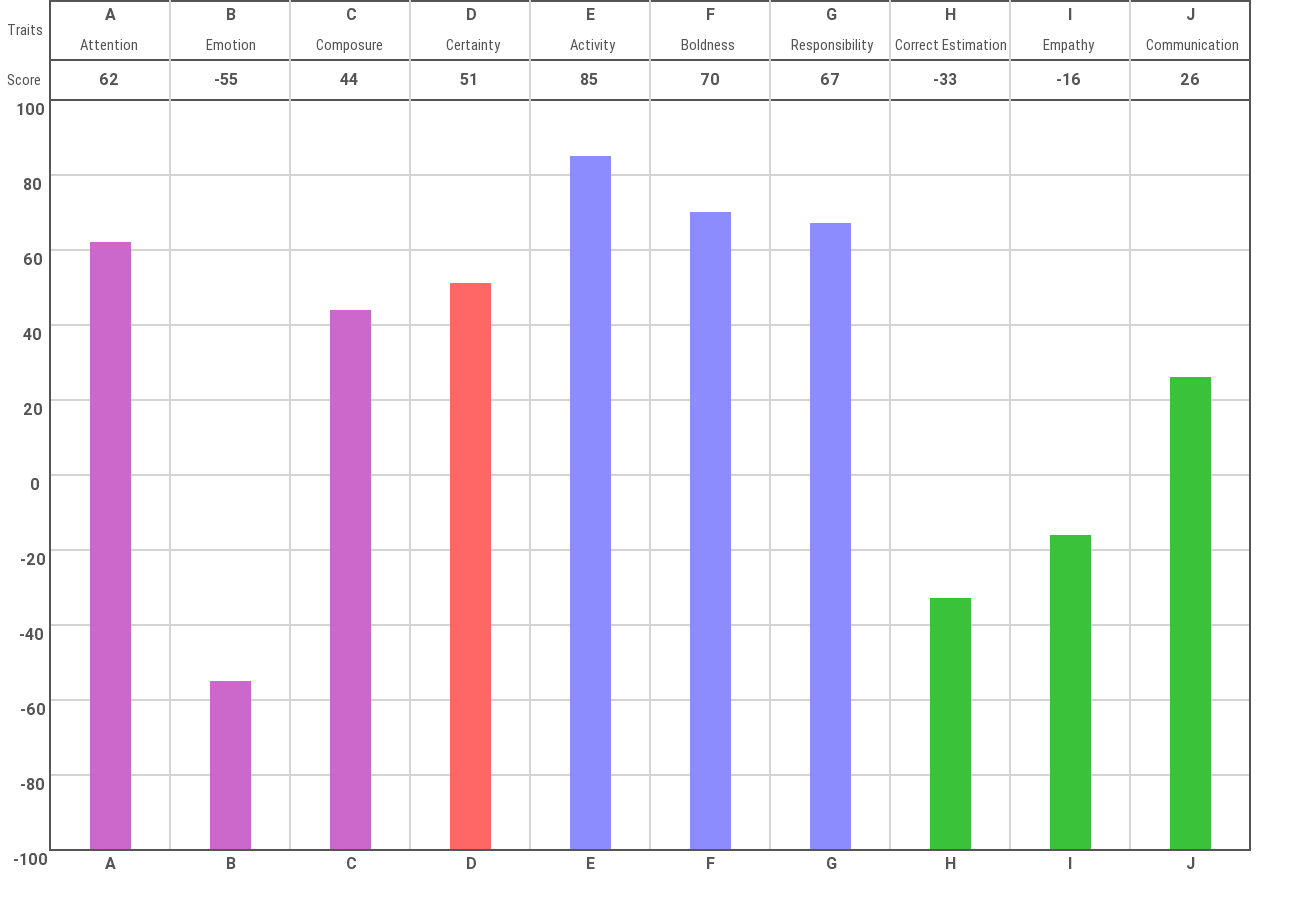 A B C D E F G H I J
Traits
Attention Emotion Composure Certainty Activity Boldness Responsibility Correct Estimation Empathy Communication
Score 62 -55 44 51 85 70 67 -33 -16 26
100
80
60
40
20
0
-20
-40
-60
-80
-100
A B C D E F G H I J